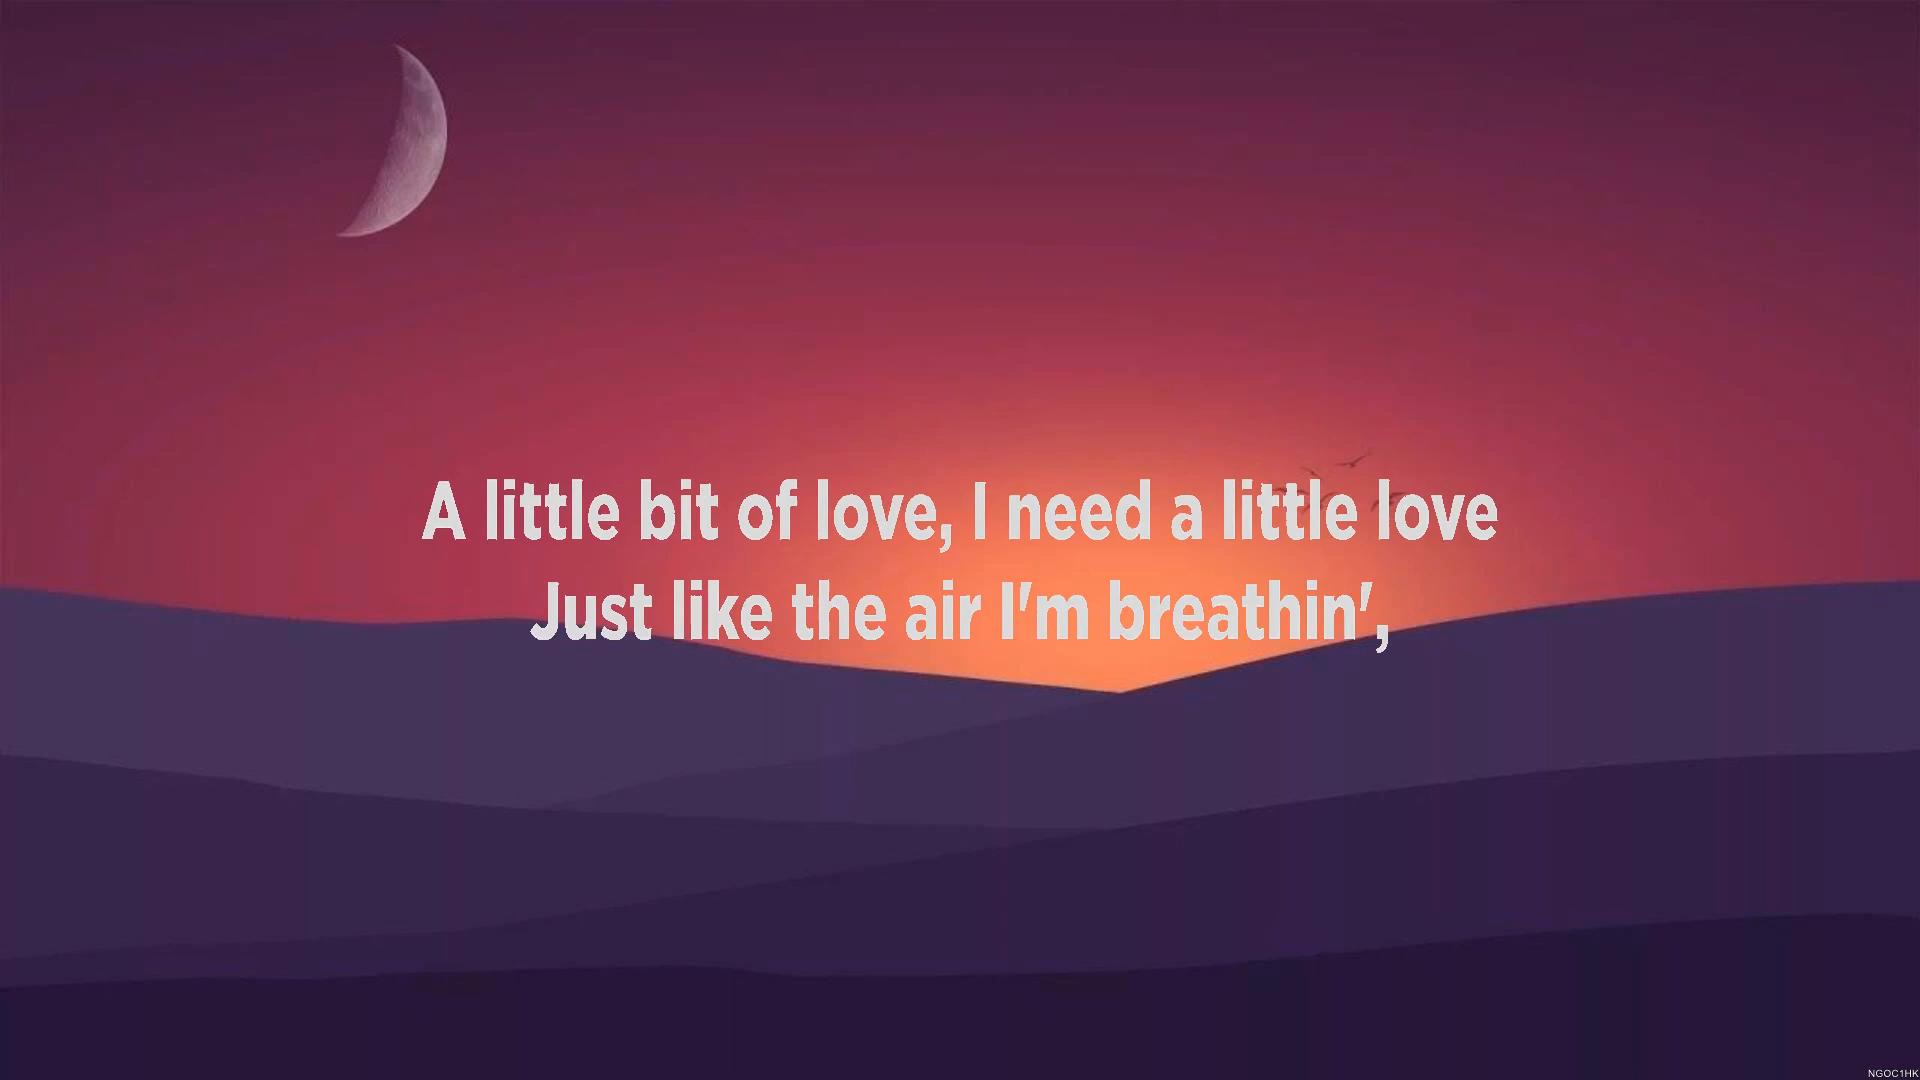 A little bit of love, I need a little love
Just like the air I'm breathin',
NGOC1HK